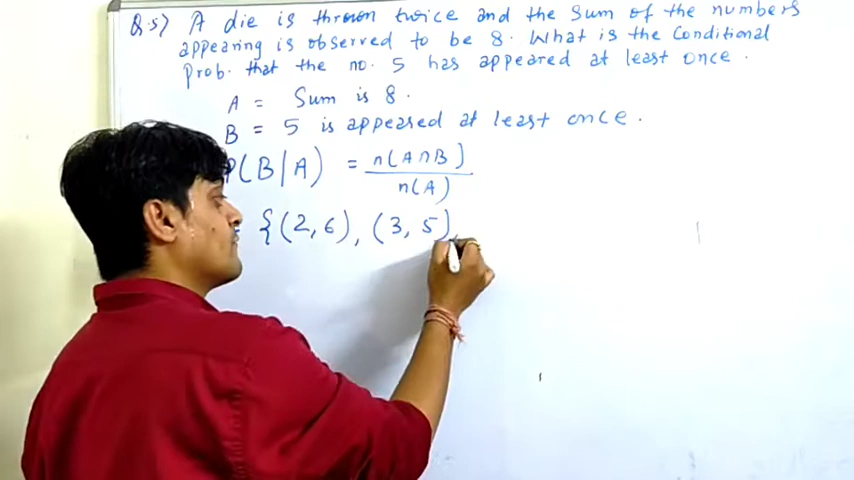 Q.5) A die is thrown twice and the sum of the numbers
appearing is observed to be 8. What is the Conditional
Prob. that the no. 5 has appeared at least once.
A = Sum is 8.
B = 5 is appeared at least once.
P(B|A) = n(A∩B) / n(A)
{(2,6), (3,5),